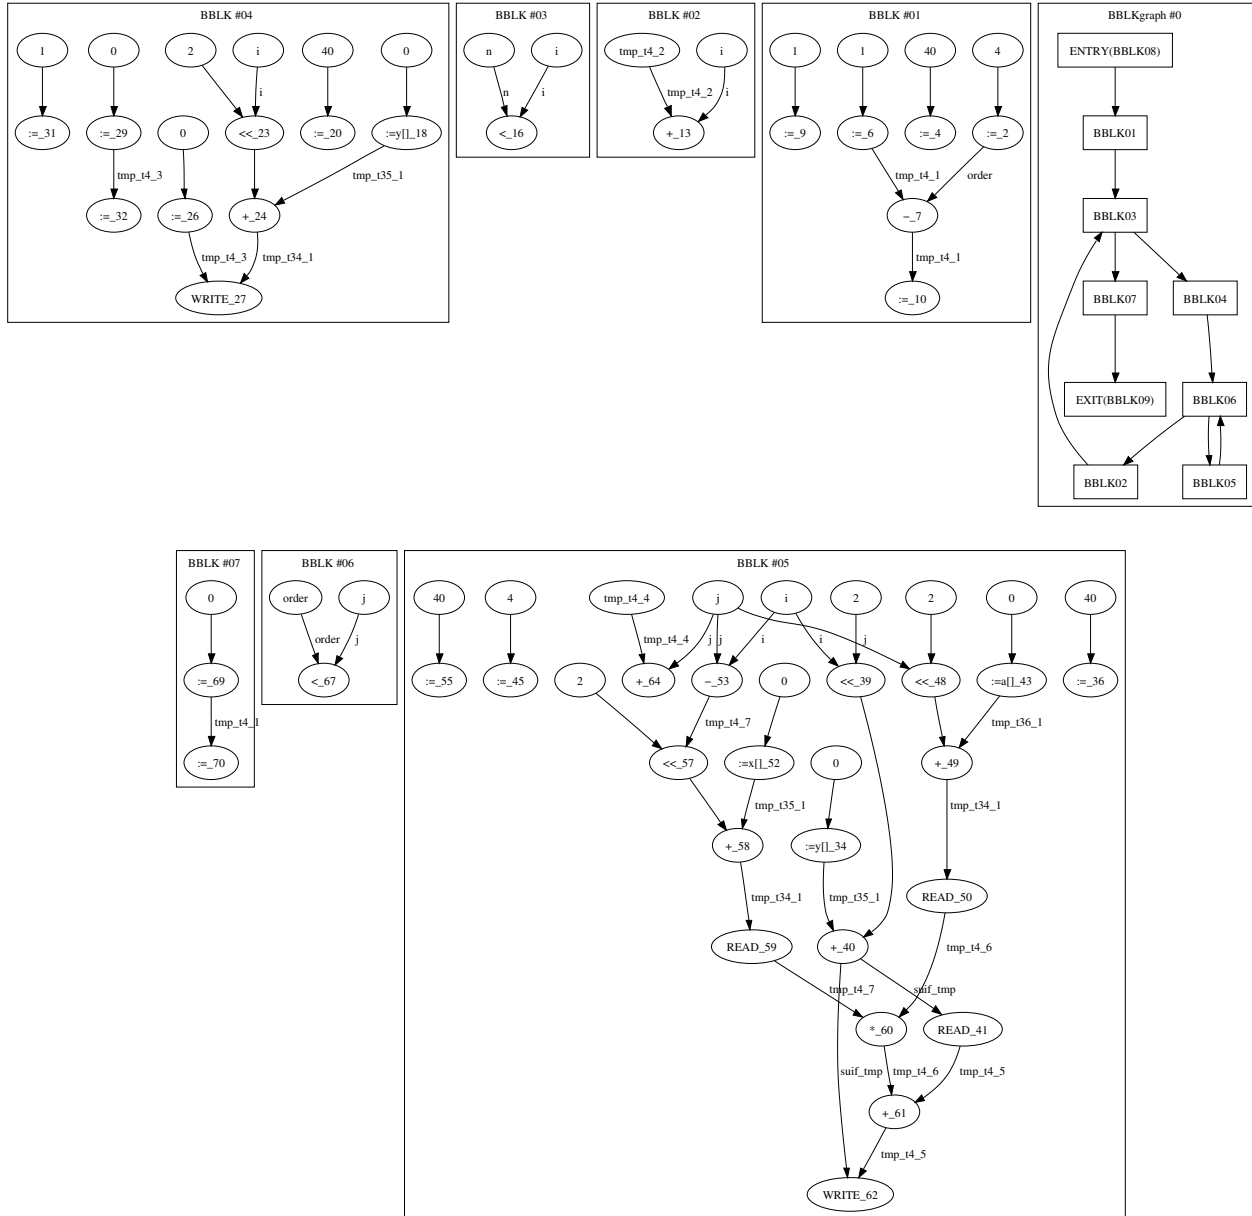 BBLK #04
1
0
2
i
40
0
i
:=_31
:=_29
0
<<_23
:=_20
:=y[]_18
tmp_t4_3
tmp_t35_1
:=_32
:=_26
+_24
tmp_t4_3
tmp_t34_1
WRITE_27
BBLK #03
n
i
n
i
<_16
BBLK #02
tmp_t4_2
i
tmp_t4_2
i
+_13
BBLK #01
1
1
40
4
:=_9
:=_6
:=_4
:=_2
tmp_t4_1
order
−_7
tmp_t4_1
:=_10
BBLKgraph #0
ENTRY(BBLK08)
BBLK01
BBLK03
BBLK07
BBLK04
EXIT(BBLK09)
BBLK06
BBLK02
BBLK05
BBLK #07
0
:=_69
tmp_t4_1
:=_70
BBLK #06
order
j
order
j
<_67
BBLK #05
40
4
tmp_t4_4
j
i
2
2
0
40
tmp_t4_4
j
j
i
i
j
:=_55
:=_45
2
+_64
−_53
0
<<_39
<<_48
:=a[]_43
:=_36
tmp_t4_7
tmp_t36_1
<<_57
:=x[]_52
0
+_49
tmp_t35_1
tmp_t34_1
+_58
:=y[]_34
tmp_t34_1
tmp_t35_1
READ_50
READ_59
+_40
tmp_t4_6
tmp_t4_7
suif_tmp
*_60
READ_41
suif_tmp
tmp_t4_6
tmp_t4_5
+_61
tmp_t4_5
WRITE_62